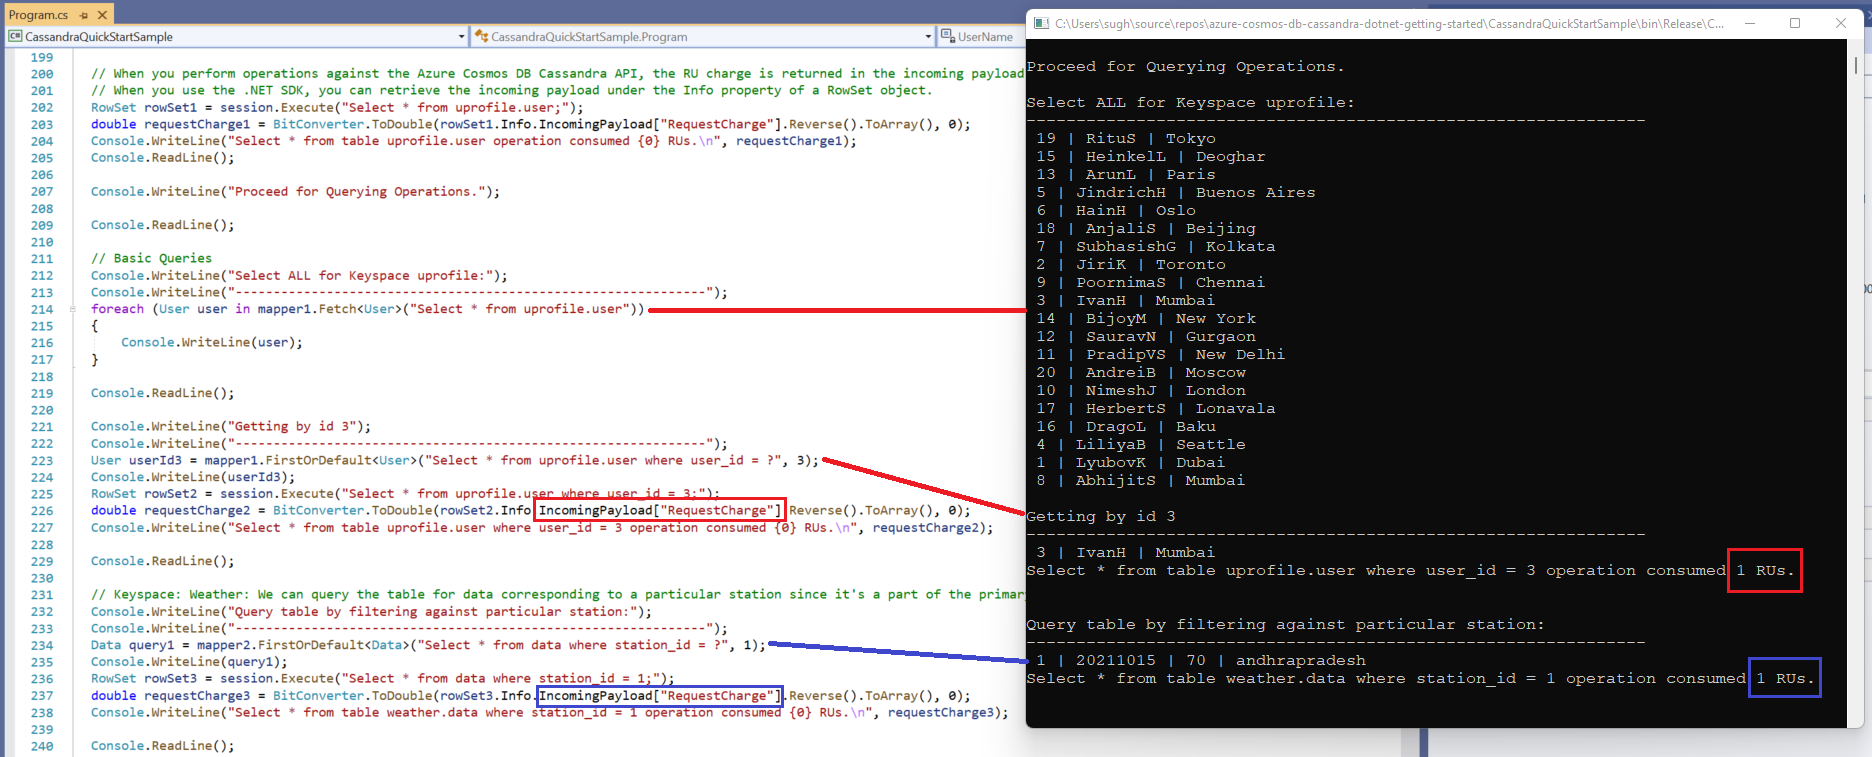 Program.cs
C# CassandraQuickStartSample
CassandraQuickStartSample.Program
UserName
199
200 // When you perform operations against the Azure Cosmos DB Cassandra API, the RU charge is returned in the incoming payload
201 // When you use the .NET SDK, you can retrieve the incoming payload under the Info property of a RowSet object.
202 RowSet rowSet1 = session.Execute("Select * from uprofile.user;");
203 double requestCharge1 = BitConverter.ToDouble(rowSet1.Info.IncomingPayload["RequestCharge"].Reverse().ToArray(), 0);
204 Console.WriteLine("Select * from table uprofile.user operation consumed {0} RUs.\n", requestCharge1);
205 Console.ReadLine();
206
207 Console.WriteLine("Proceed for Querying Operations.");
208
209 Console.ReadLine();
210
211 // Basic Queries
212 Console.WriteLine("Select ALL for Keyspace uprofile:");
213 Console.WriteLine("--------------------------------------------------------------");
214 foreach (User user in mapper1.Fetch<User>("Select * from uprofile.user"))
215 {
216 Console.WriteLine(user);
217 }
218
219 Console.ReadLine();
220
221 Console.WriteLine("Getting by id 3");
222 Console.WriteLine("--------------------------------------------------------------");
223 User userId3 = mapper1.FirstOrDefault<User>("Select * from uprofile.user where user_id = ?", 3);
224 Console.WriteLine(userId3);
225 RowSet rowSet2 = session.Execute("Select * from uprofile.user where user_id = 3;");
226 double requestCharge2 = BitConverter.ToDouble(rowSet2.Info.IncomingPayload["RequestCharge"].Reverse().ToArray(), 0);
227 Console.WriteLine("Select * from table uprofile.user where user_id = 3 operation consumed {0} RUs.\n", requestCharge2);
228
229 Console.ReadLine();
230
231 // Keyspace: Weather: We can query the table for data corresponding to a particular station since it's a part of the primary
232 Console.WriteLine("Query table by filtering against particular station:");
233 Console.WriteLine("--------------------------------------------------------------");
234 Data query1 = mapper2.FirstOrDefault<Data>("Select * from data where station_id = ?", 1);
235 Console.WriteLine(query1);
236 RowSet rowSet3 = session.Execute("Select * from data where station_id = 1;");
237 double requestCharge3 = BitConverter.ToDouble(rowSet3.Info.IncomingPayload["RequestCharge"].Reverse().ToArray(), 0);
238 Console.WriteLine("Select * from table weather.data where station_id = 1 operation consumed {0} RUs.\n", requestCharge3);
239
240 Console.ReadLine();
C:\Users\sugh\source\repos\azure-cosmos-db-cassandra-dotnet-getting-started\CassandraQuickStartSample\bin\Release\C...
Proceed for Querying Operations.
Select ALL for Keyspace uprofile:
--------------------------------------------------------------
19 | RituS | Tokyo
15 | HeinkelL | Deoghar
13 | ArunL | Paris
5 | JindrichH | Buenos Aires
6 | HainH | Oslo
18 | AnjaliS | Beijing
7 | SubhasishG | Kolkata
2 | JiriK | Toronto
9 | PoornimaS | Chennai
3 | IvanH | Mumbai
14 | BijoyM | New York
12 | SauravN | Gurgaon
11 | PradipVS | New Delhi
20 | AndreiB | Moscow
10 | NimeshJ | London
17 | HerbertS | Lonavala
16 | DragoL | Baku
4 | LiliyaB | Seattle
1 | LyubovK | Dubai
8 | AbhijitS | Mumbai
Getting by id 3
--------------------------------------------------------------
3 | IvanH | Mumbai
Select * from table uprofile.user where user_id = 3 operation consumed 1 RUs.
Query table by filtering against particular station:
--------------------------------------------------------------
1 | 20211015 | 70 | andhrapradesh
Select * from table weather.data where station_id = 1 operation consumed 1 RUs.